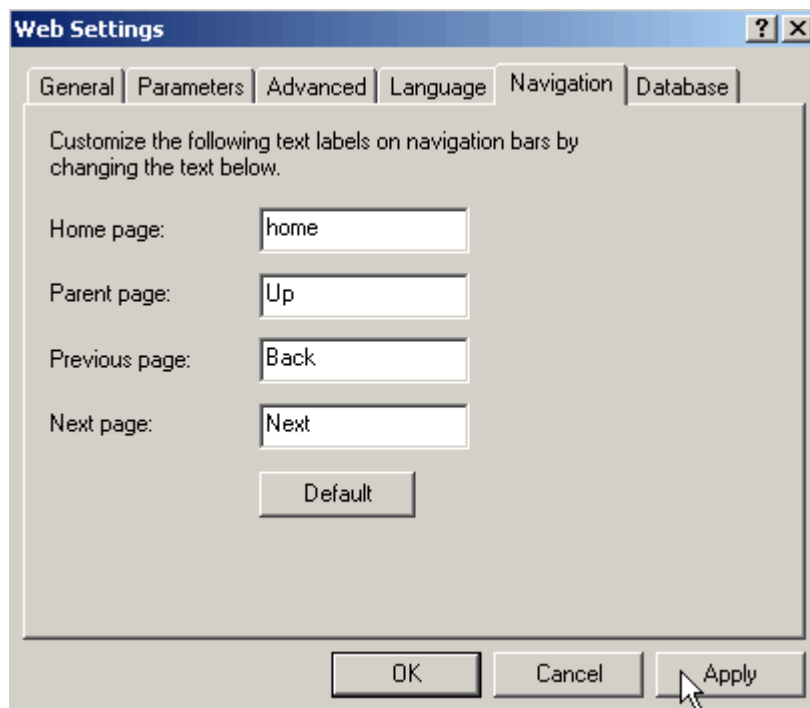 Web Settings
General Parameters Advanced Language Navigation Database
Customize the following text labels on navigation bars by
changing the text below.
Home page: home
Parent page: Up
Previous page: Back
Next page: Next
Default
OK Cancel Apply